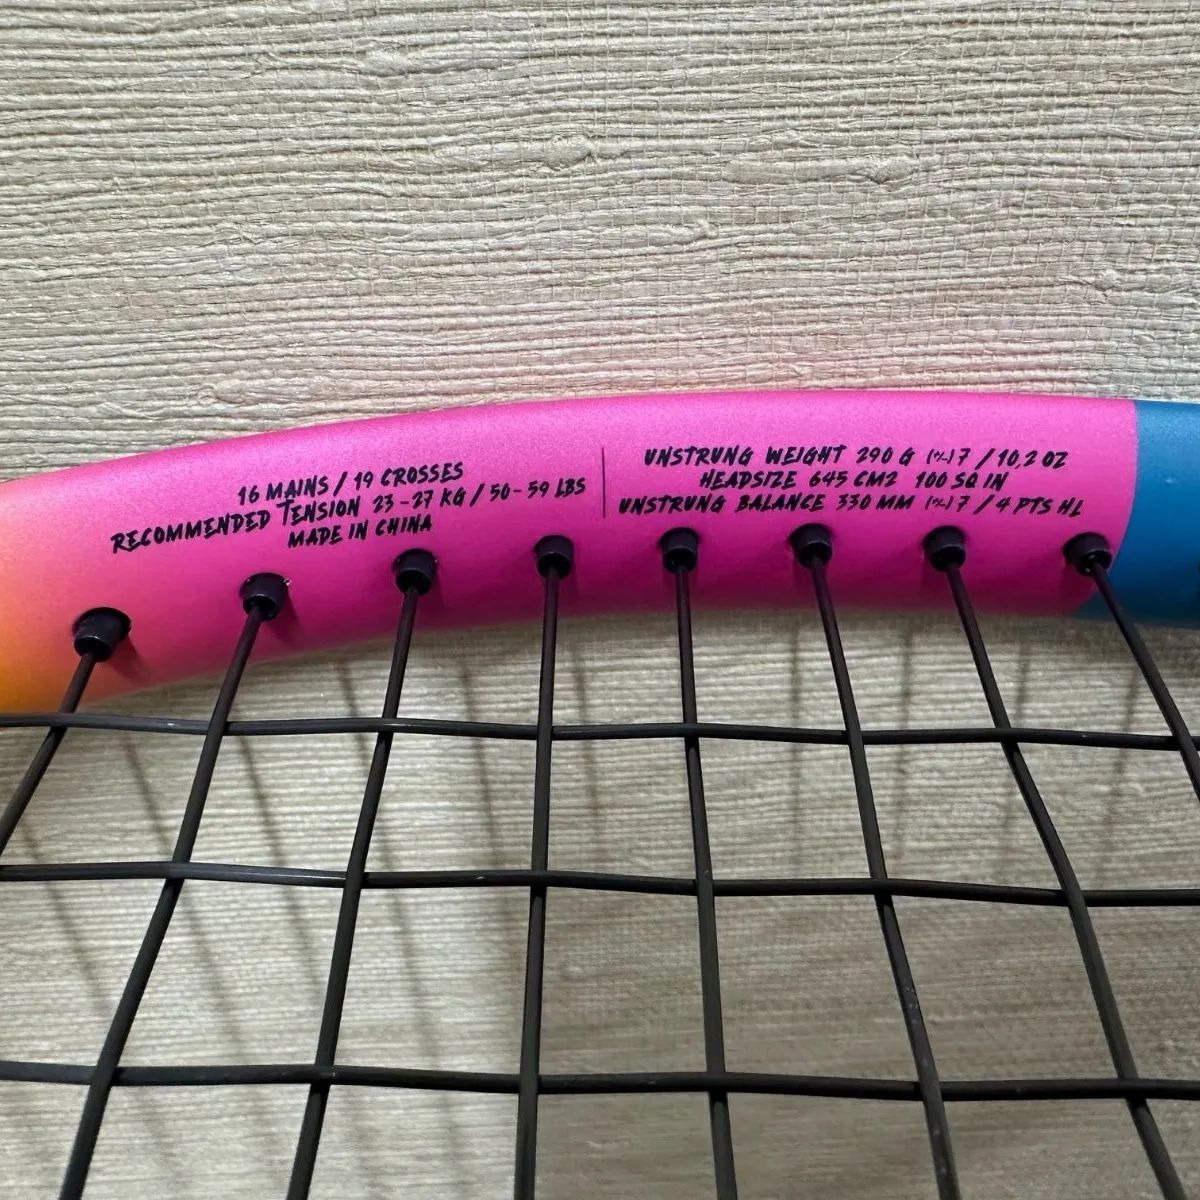 16 MAINS / 19 CROSSES
RECOMMENDED TENSION 23-27 KG / 50-59 LBS
MADE IN CHINA
UNSTRUNG WEIGHT 290 G (+/-) 7 / 10,2 OZ
HEADSIZE 645 CM2 100 SQ IN
UNSTRUNG BALANCE 330 MM (+/-) 7 / 4 PTS HL